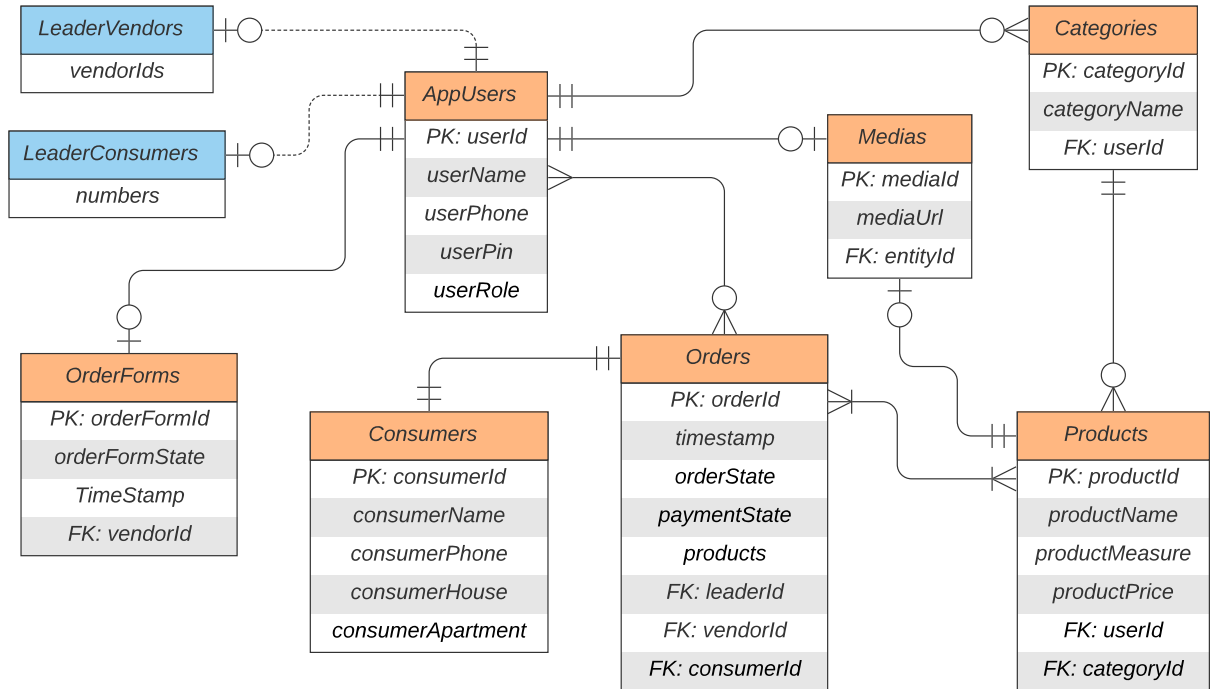 LeaderVendors
vendorIds
LeaderConsumers
numbers
AppUsers
PK: userId
userName
userPhone
userPin
userRole
Categories
PK: categoryId
categoryName
FK: userId
Medias
PK: mediaId
mediaUrl
FK: entityId
OrderForms
PK: orderFormId
orderFormState
TimeStamp
FK: vendorId
Consumers
PK: consumerId
consumerName
consumerPhone
consumerHouse
consumerApartment
Orders
PK: orderId
timestamp
orderState
paymentState
products
FK: leaderId
FK: vendorId
FK: consumerId
Products
PK: productId
productName
productMeasure
productPrice
FK: userId
FK: categoryId